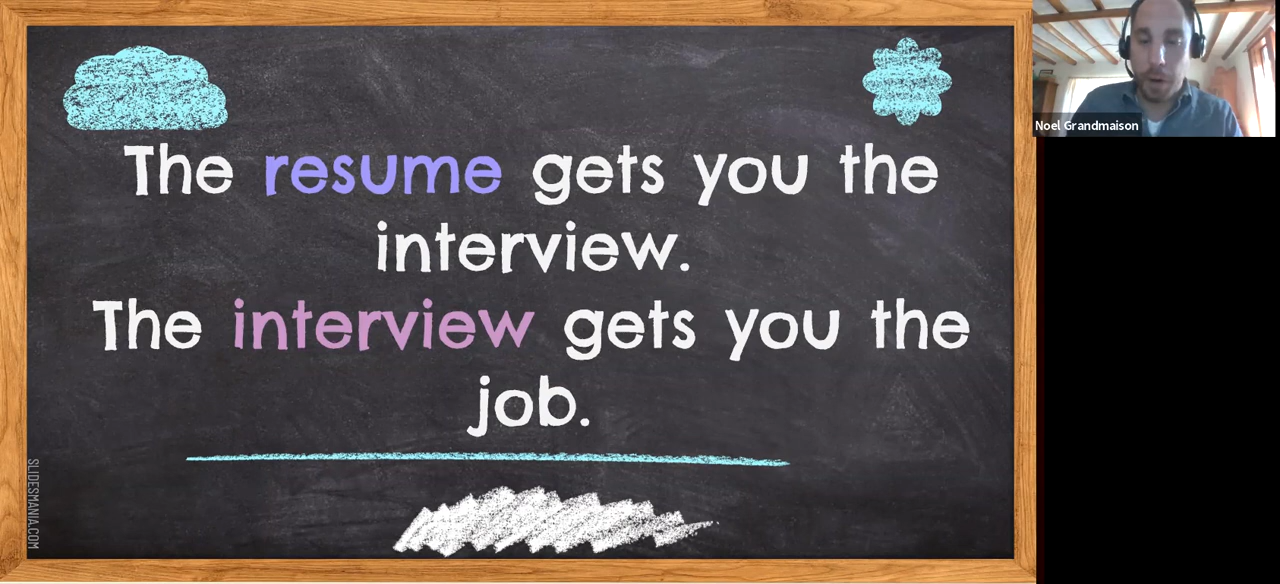 The resume gets you the
interview.
The interview gets you the
job.
SLIDESMANIA.COM
Noel Grandmaison